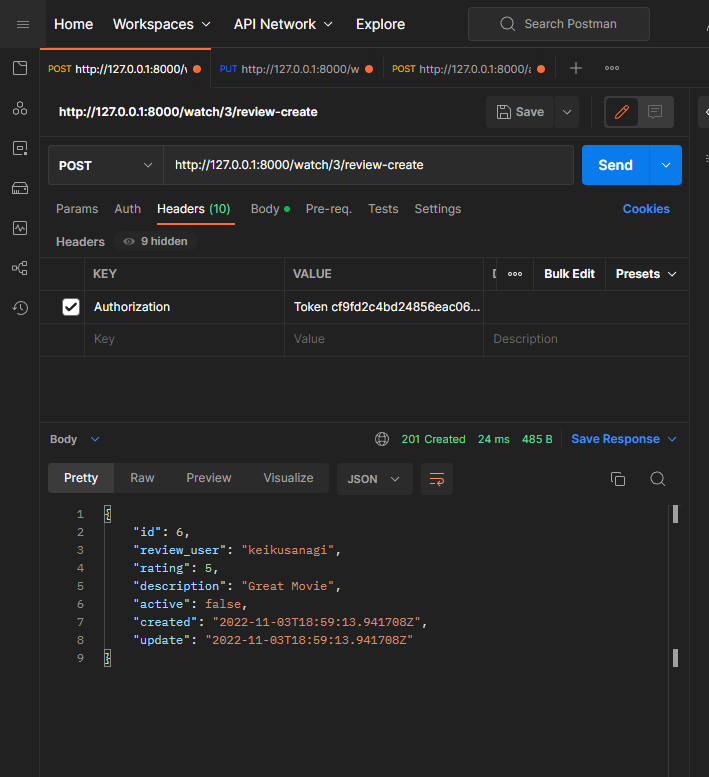 Home Workspaces API Network Explore Search Postman
POST http://127.0.0.1:8000/w PUT http://127.0.0.1:8000/w POST http://127.0.0.1:8000/a
http://127.0.0.1:8000/watch/3/review-create Save
POST http://127.0.0.1:8000/watch/3/review-create Send
Params Auth Headers (10) Body Pre-req. Tests Settings Cookies
Headers 9 hidden
KEY VALUE Bulk Edit Presets
Authorization Token cf9fd2c4bd24856eac06...
Key Value Description
Body 201 Created 24 ms 485 B Save Response
Pretty Raw Preview Visualize JSON
1 {
2 "id": 6,
3 "review_user": "keikusanagi",
4 "rating": 5,
5 "description": "Great Movie",
6 "active": false,
7 "created": "2022-11-03T18:59:13.941708Z",
8 "update": "2022-11-03T18:59:13.941708Z"
9 }